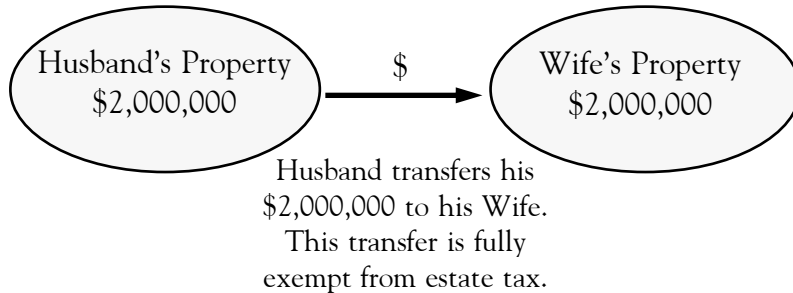 Husband's Property
$2,000,000
$
Wife's Property
$2,000,000
Husband transfers his
$2,000,000 to his Wife.
This transfer is fully
exempt from estate tax.